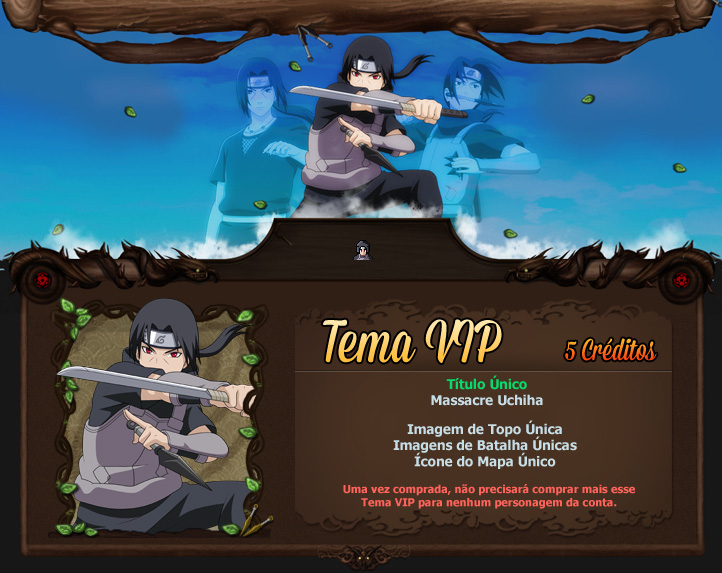 Tema VIP
5 Créditos
Título Único
Massacre Uchiha
Imagem de Topo Única
Imagens de Batalha Únicas
Ícone do Mapa Único
Uma vez comprada, não precisará comprar mais esse
Tema VIP para nenhum personagem da conta.